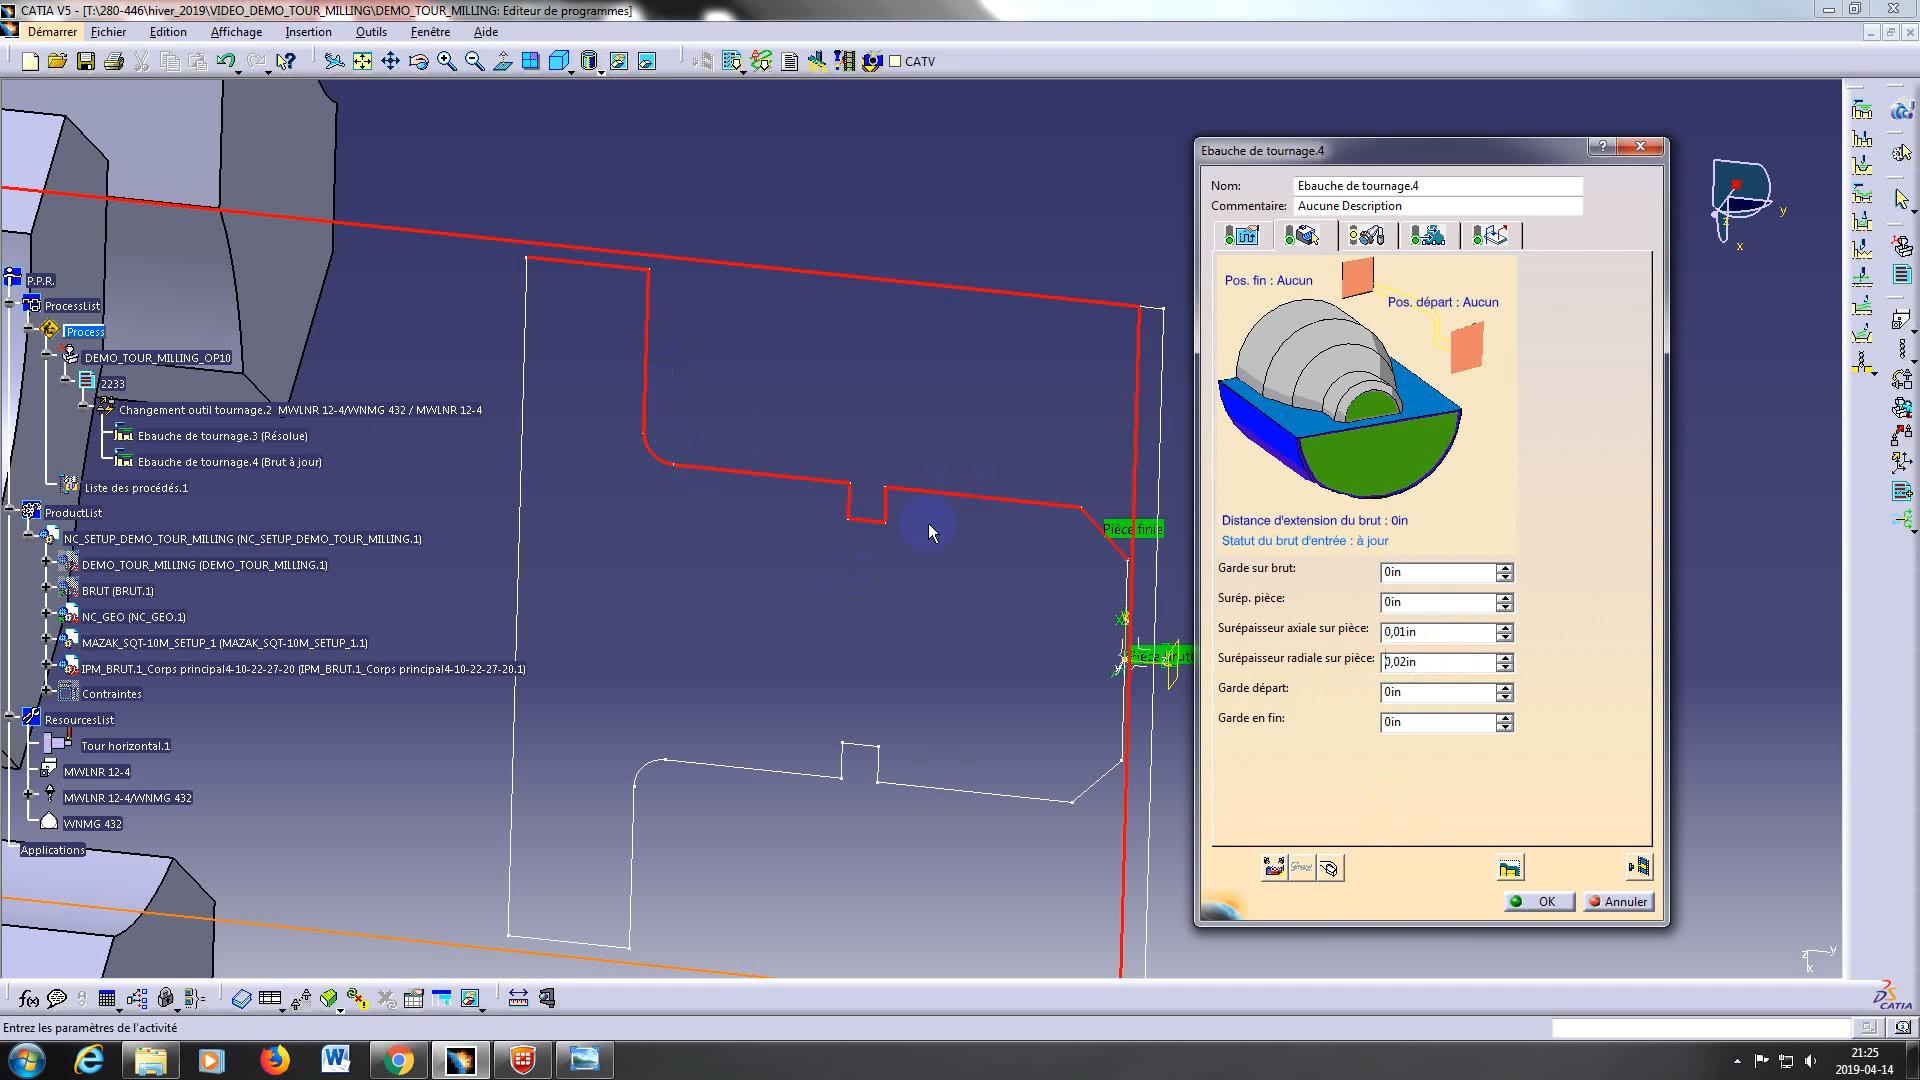 CATIA V5 - [T:\280-446\hiver_2019\VIDEO_DEMO_TOUR_MILLING\DEMO_TOUR_MILLING: Editeur de programmes]
Démarrer Fichier Edition Affichage Insertion Outils Fenêtre Aide
CATV
P.P.R.
ProcessList
Process
DEMO_TOUR_MILLING_OP10
2233
Changement outil tournage.2 MWLNR 12-4/WNMG 432 / MWLNR 12-4
Ebauche de tournage.3 (Résolue)
Ebauche de tournage.4 (Brut à jour)
Liste des procédés.1
ProductList
NC_SETUP_DEMO_TOUR_MILLING (NC_SETUP_DEMO_TOUR_MILLING.1)
DEMO_TOUR_MILLING (DEMO_TOUR_MILLING.1)
BRUT (BRUT.1)
NC_GEO (NC_GEO.1)
MAZAK_SQT-10M_SETUP_1 (MAZAK_SQT-10M_SETUP_1.1)
IPM_BRUT.1_Corps principal4-10-22-27-20 (IPM_BRUT.1_Corps principal4-10-22-27-20.1)
Contraintes
ResourcesList
Tour horizontal.1
MWLNR 12-4
MWLNR 12-4/WNMG 432
WNMG 432
Applications
Pièce finie
Ebauche de tournage.4
Nom: Ebauche de tournage.4
Commentaire: Aucune Description
Pos. fin : Aucun
Pos. départ : Aucun
Distance d'extension du brut : 0in
Statut du brut d'entrée : à jour
Garde sur brut: 0in
Surép. pièce: 0in
Surépaisseur axiale sur pièce: 0,01in
Surépaisseur radiale sur pièce: 0,02in
Garde départ: 0in
Garde en fin: 0in
OK Annuler
y
z
x
z y
x
CATIA
Entrez les paramètres de l'activité
21:25
2019-04-14